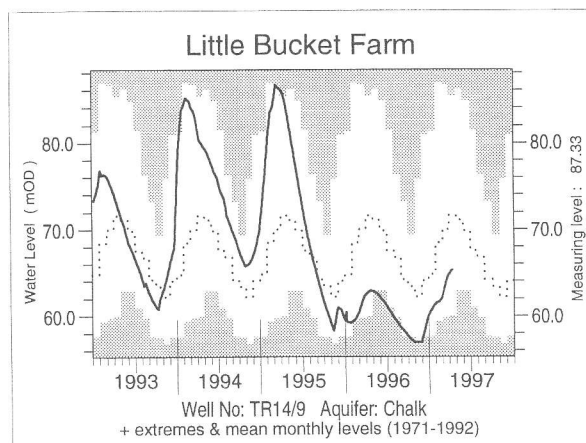 Little Bucket Farm
Water Level ( mOD )
80.0
70.0
60.0
80.0
70.0
60.0
Measuring level : 87.33
1993 1994 1995 1996 1997
Well No: TR14/9 Aquifer: Chalk
+ extremes & mean monthly levels (1971-1992)